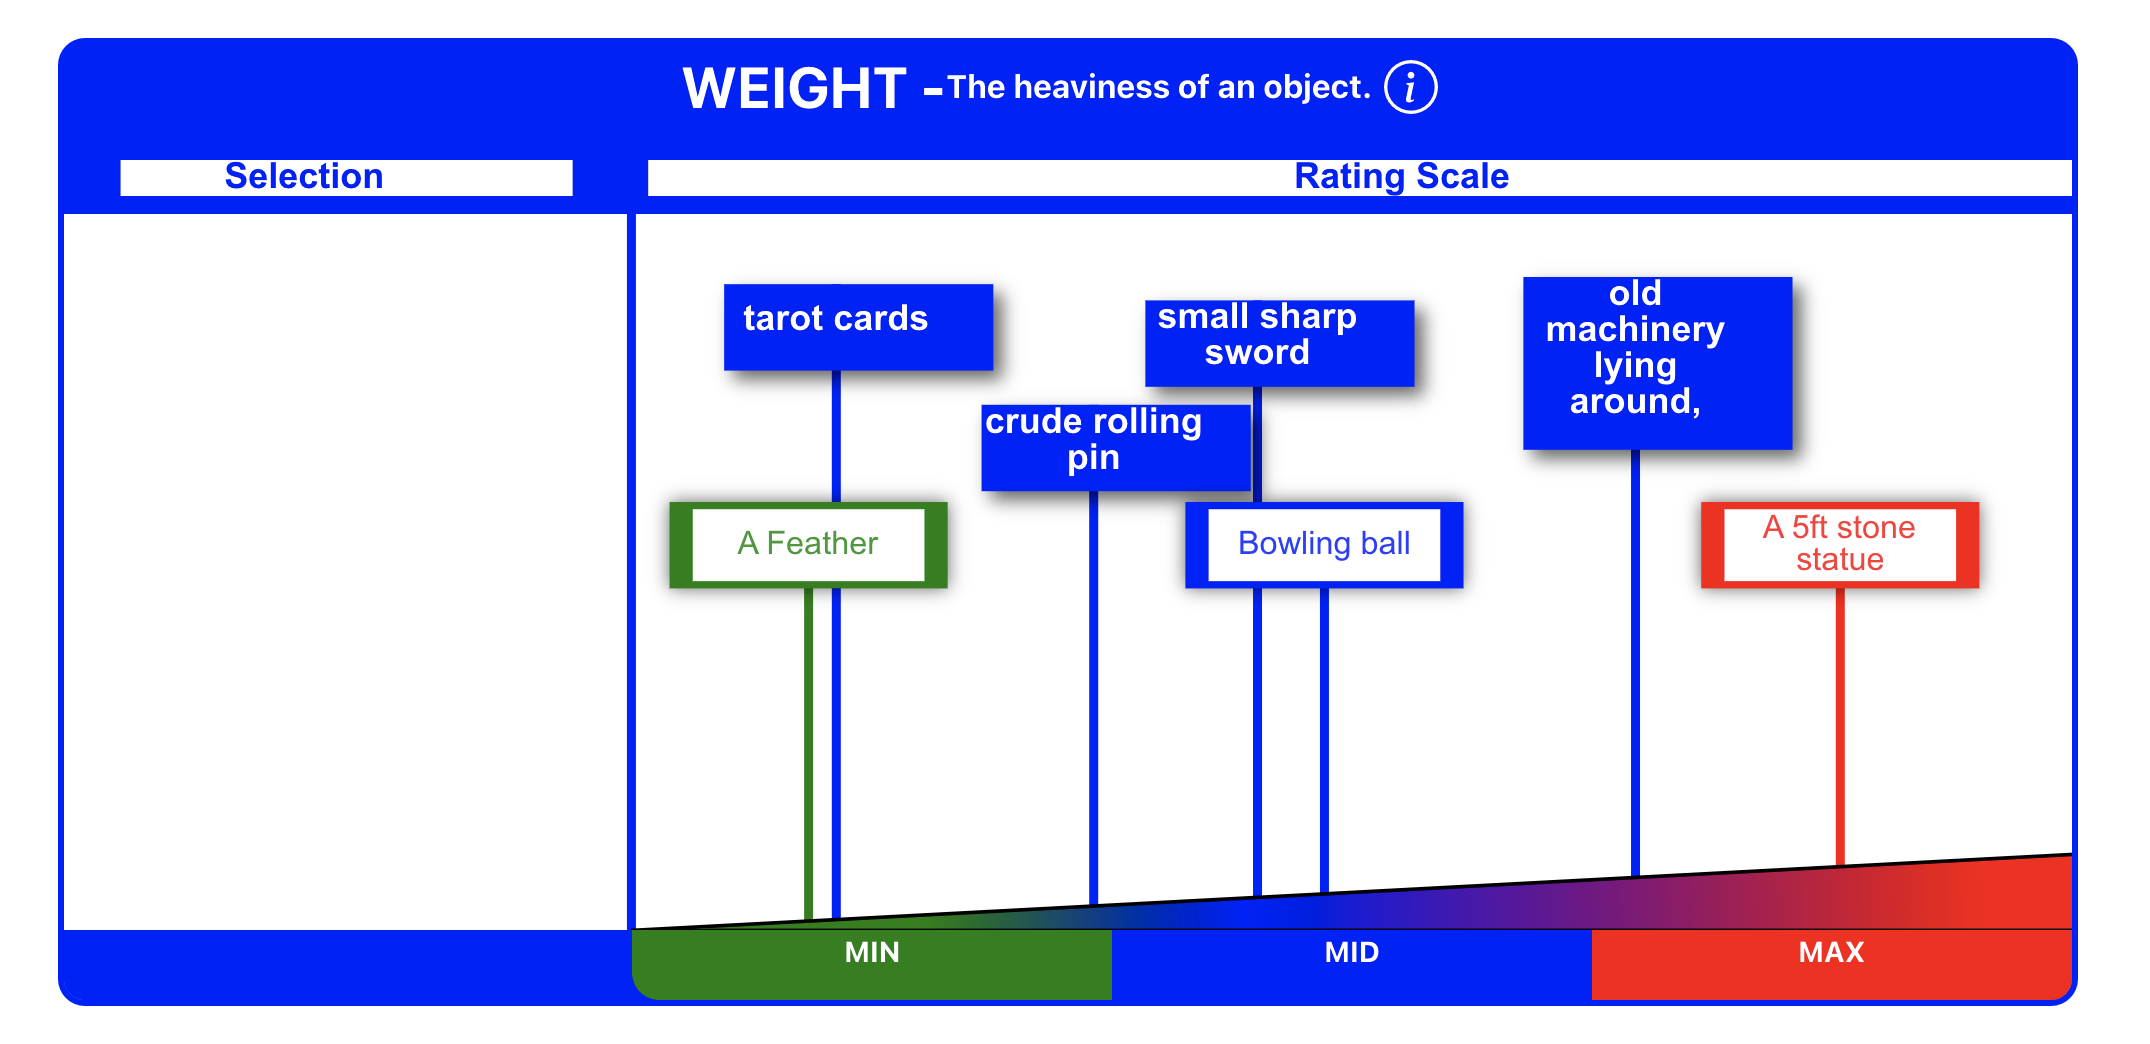 WEIGHT - The heaviness of an object. i
Selection
Rating Scale
tarot cards
small sharp
sword
old
machinery
lying
around,
crude rolling
pin
A Feather
Bowling ball
A 5ft stone
statue
MIN
MID
MAX